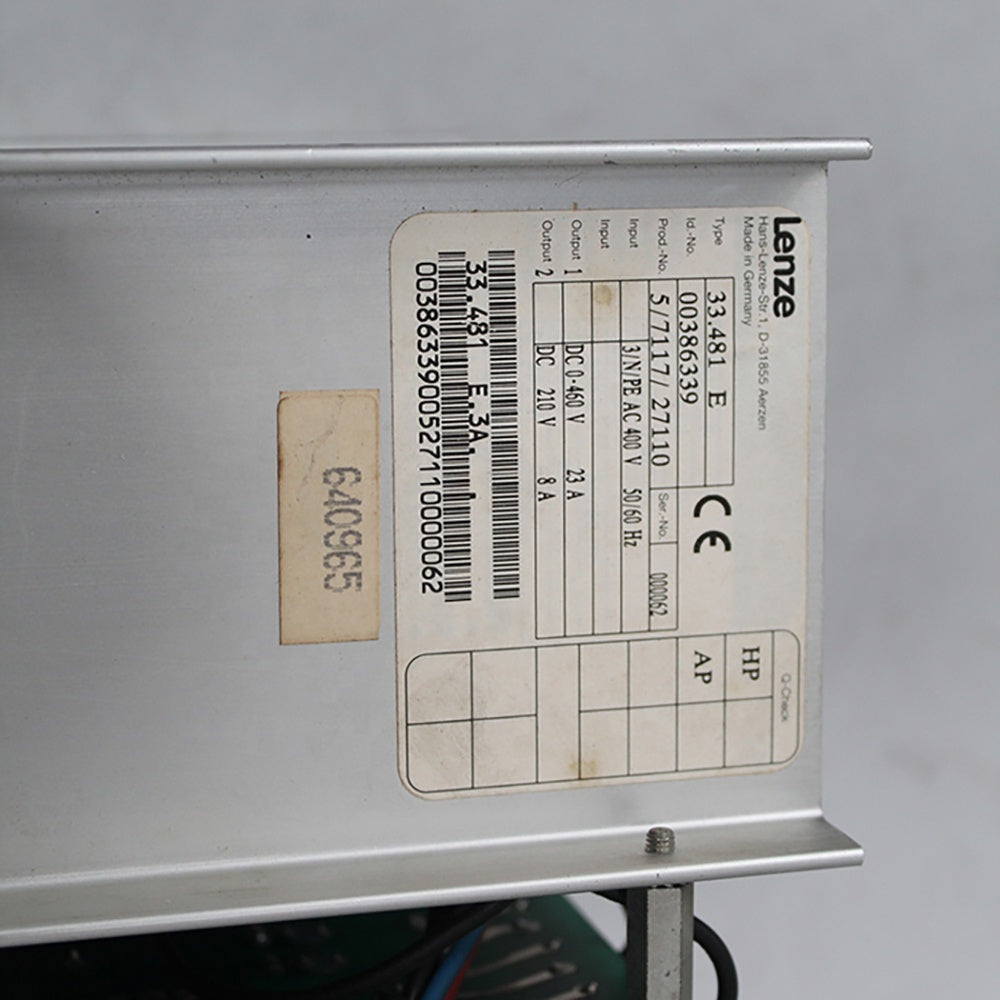 Lenze
Hans-Lenze-Str.1, D-31855 Aerzen
Made in Germany
Type 33.481 E
Id.-No. 00386339
Prod.-No. 5/7117/27110 Ser.-No. 000062
Input 3/N/PE AC 400 V 50/60 Hz
Input
Output 1 DC 0-460 V 23 A
Output 2 DC 210 V 8 A
33.481 E.3A.
0038633900527110000062
CE
Q-Check
HP
AP
640965